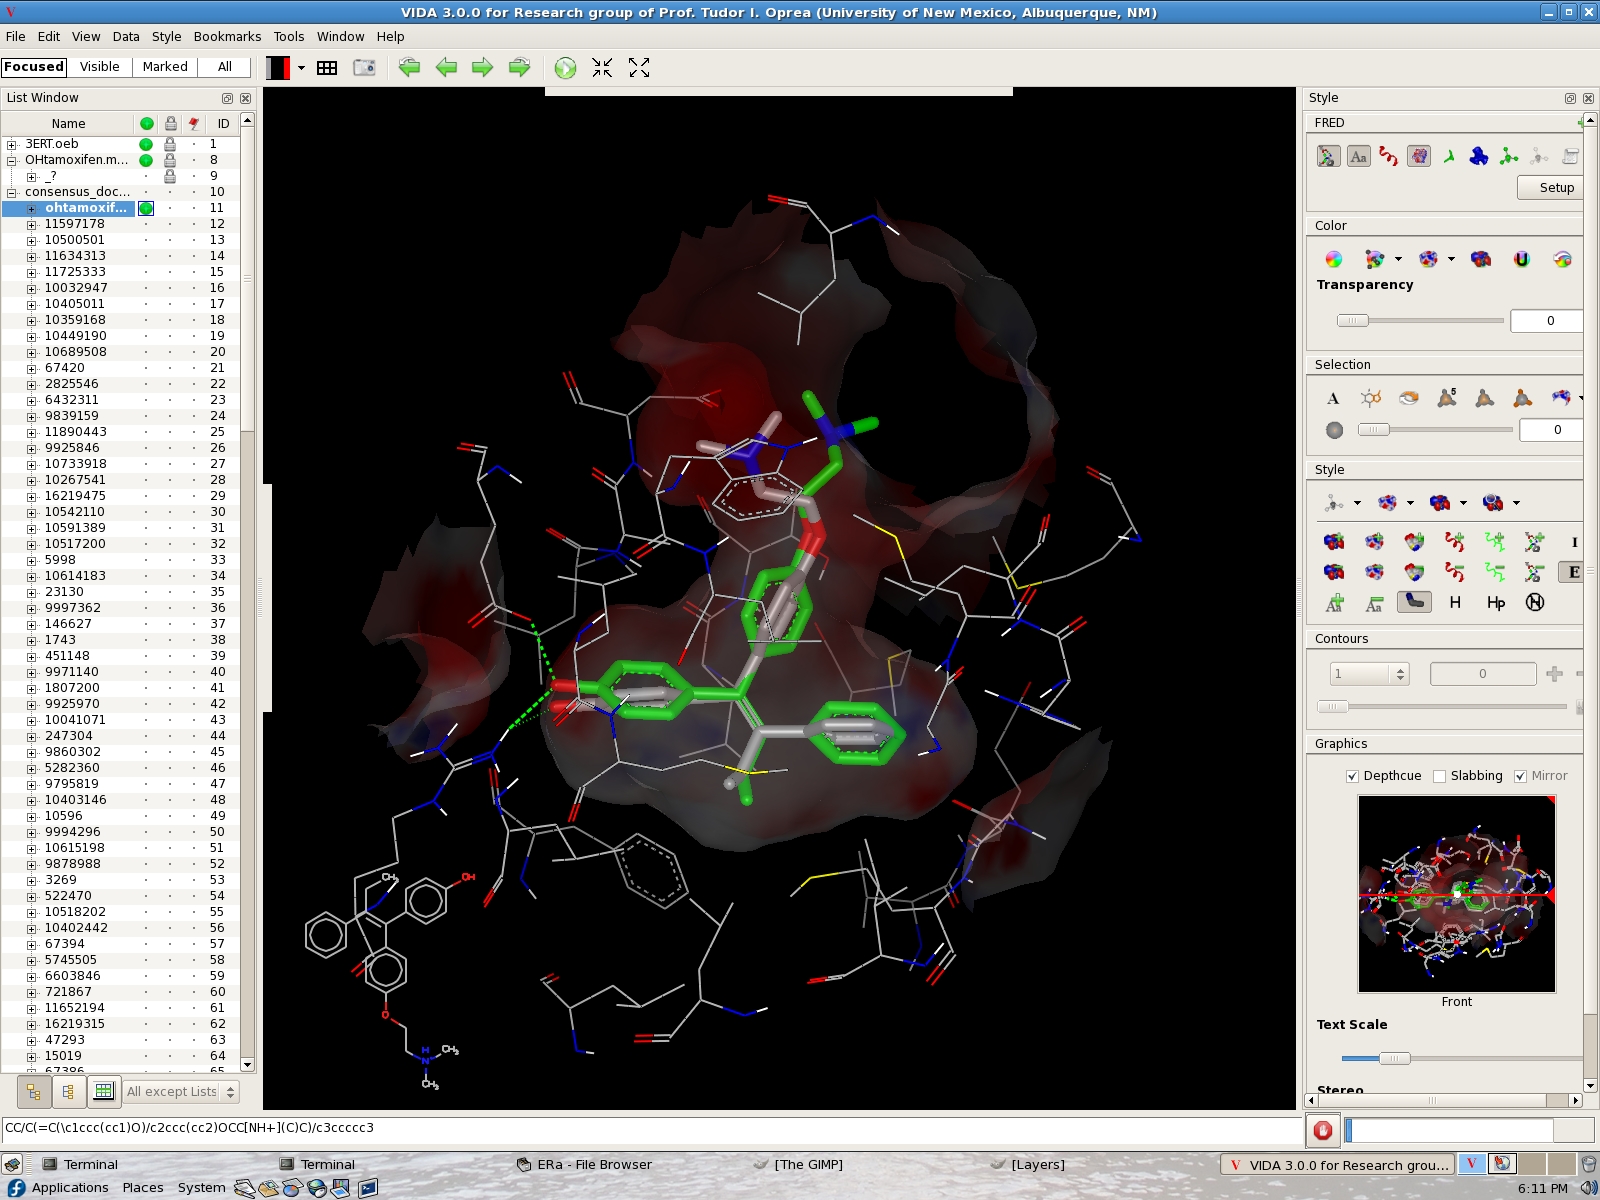 VIDA 3.0.0 for Research group of Prof. Tudor I. Oprea (University of New Mexico, Albuquerque, NM)
File Edit View Data Style Bookmarks Tools Window Help
Focused Visible Marked All
List Window
Name ID
3ERT.oeb 1
OHtamoxifen.m... 8
_? 9
consensus_doc... 10
ohtamoxif... 11
11597178 12
10500501 13
11634313 14
11725333 15
10032947 16
10405011 17
10359168 18
10449190 19
10689508 20
67420 21
2825546 22
6432311 23
9839159 24
11890443 25
9925846 26
10733918 27
10267541 28
16219475 29
10542110 30
10591389 31
10517200 32
5998 33
10614183 34
23130 35
9997362 36
146627 37
1743 38
451148 39
9971140 40
1807200 41
9925970 42
10041071 43
247304 44
9860302 45
5282360 46
9795819 47
10403146 48
10596 49
9994296 50
10615198 51
9878988 52
3269 53
522470 54
10518202 55
10402442 56
67394 57
5745505 58
6603846 59
721867 60
11652194 61
16219315 62
47293 63
15019 64
67386 65
All except Lists
CH3
OH
O
H
N
CH3
CH3
Style
FRED
Aa
Setup
Color
Transparency
0
Selection
A 5
0
Style
I
E
Aa Aa H Hp N
Contours
1 0
Graphics
Depthcue Slabbing Mirror
Front
Text Scale
Stereo
CC/C(=C(\c1ccc(cc1)O)/c2ccc(cc2)OCC[NH+](C)C)/c3ccccc3
Terminal Terminal ERa - File Browser [The GIMP] [Layers] VIDA 3.0.0 for Research grou...
Applications Places System 6:11 PM